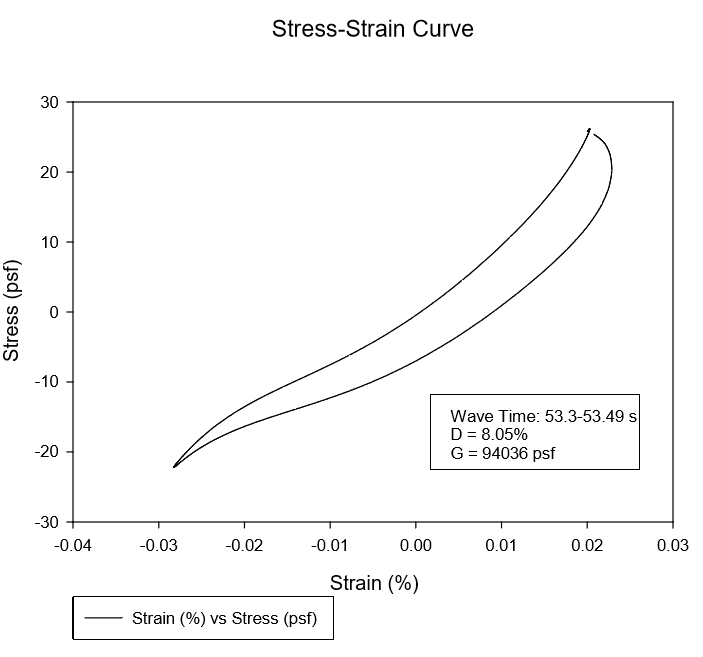 Stress-Strain Curve
30
20
10
0
-10
-20
-30
Stress (psf)
Wave Time: 53.3-53.49 s
D = 8.05%
G = 94036 psf
-0.04 -0.03 -0.02 -0.01 0.00 0.01 0.02 0.03
Strain (%)
Strain (%) vs Stress (psf)